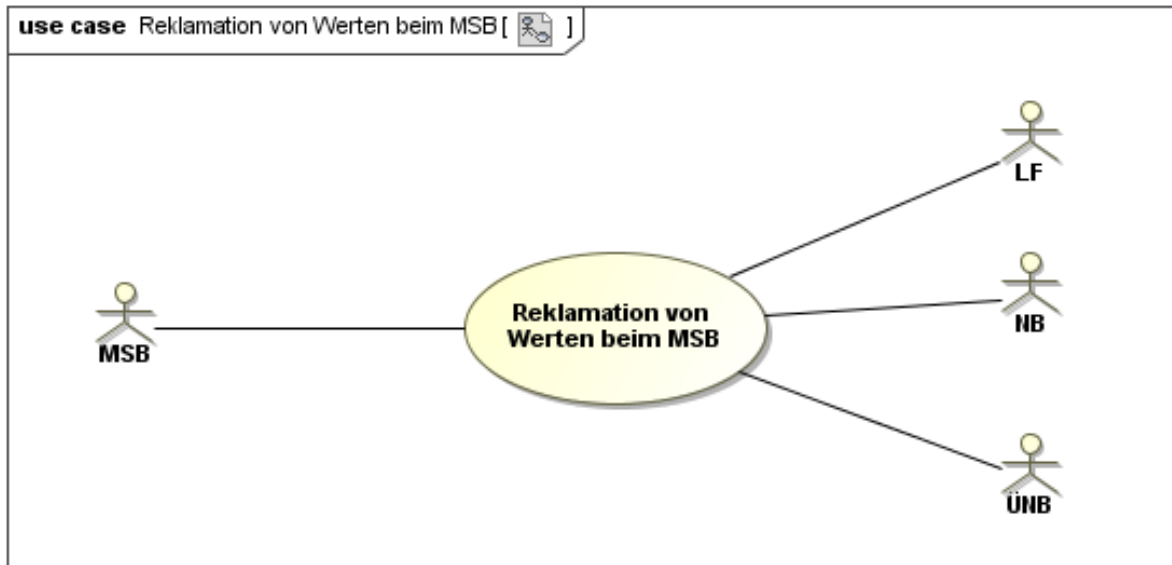 use case Reklamation von Werten beim MSB [ ]
LF
Reklamation von
Werten beim MSB
NB
MSB
ÜNB